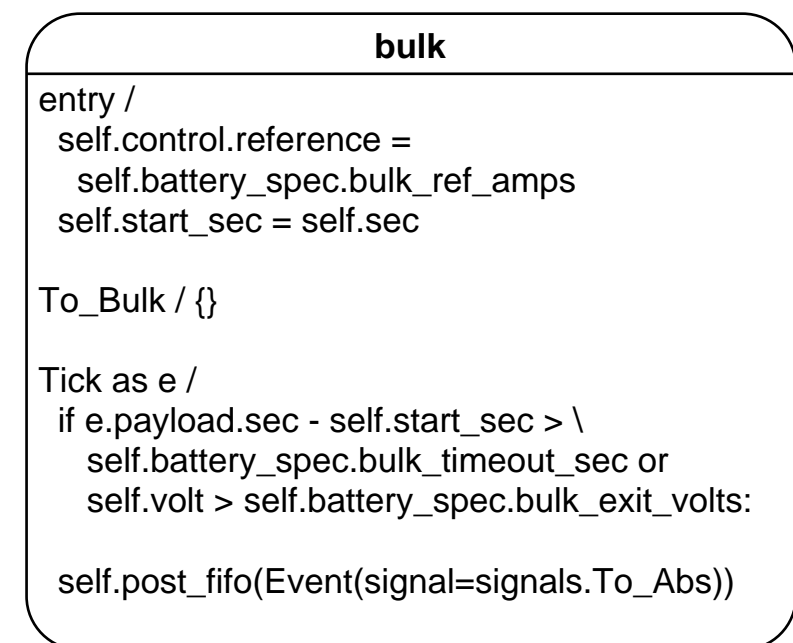 bulk
entry /
self.control.reference =
self.battery_spec.bulk_ref_amps
self.start_sec = self.sec
To_Bulk / {}
Tick as e /
if e.payload.sec - self.start_sec > \
self.battery_spec.bulk_timeout_sec or
self.volt > self.battery_spec.bulk_exit_volts:
self.post_fifo(Event(signal=signals.To_Abs))